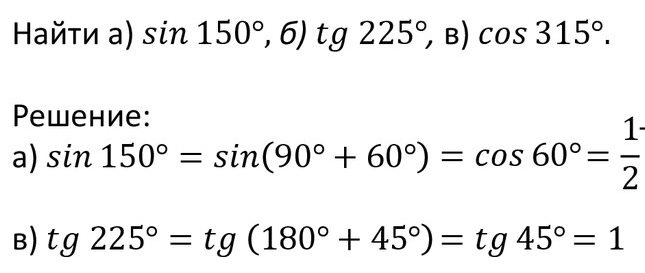 Найти а) sin 150°, б) tg 225°, в) cos 315°.
Решение:
а) sin 150° = sin(90° + 60°) = cos 60° = 1/2
в) tg 225° = tg (180° + 45°) = tg 45° = 1